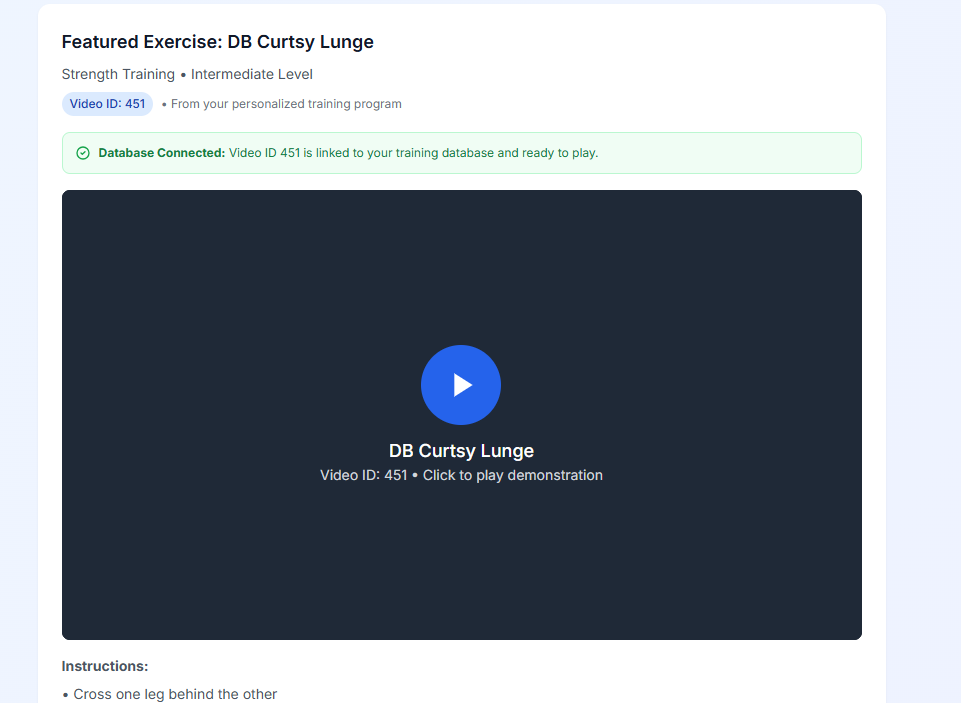 Featured Exercise: DB Curtsy Lunge
Strength Training • Intermediate Level
Video ID: 451 • From your personalized training program
Database Connected: Video ID 451 is linked to your training database and ready to play.
DB Curtsy Lunge
Video ID: 451 • Click to play demonstration
Instructions:
• Cross one leg behind the other